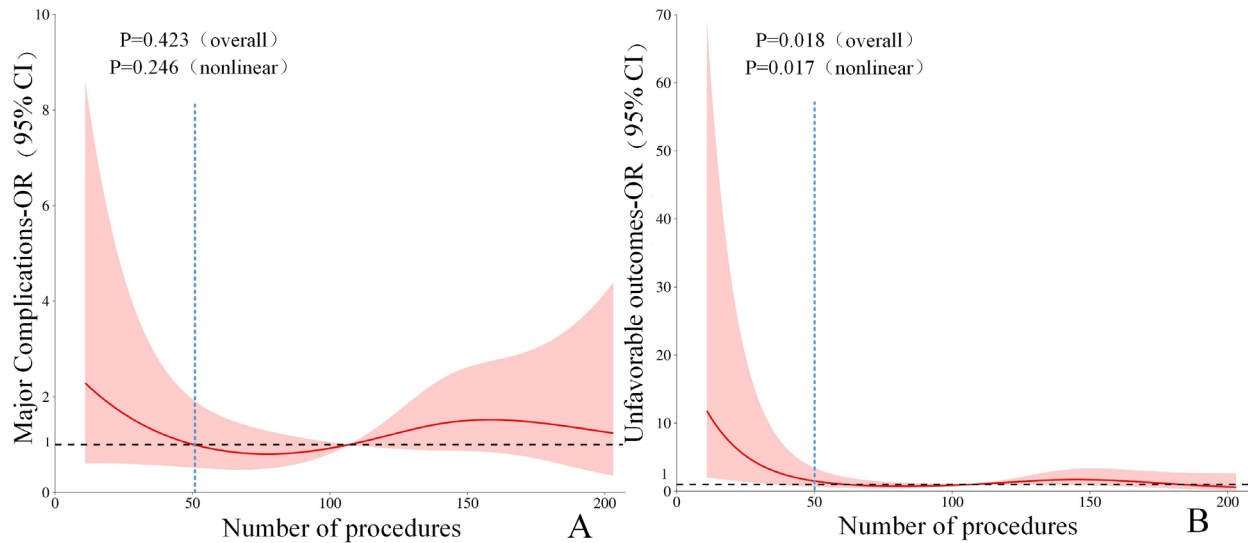 P=0.423（overall）
P=0.246（nonlinear）
Major Complications-OR（95% CI）
10
8
6
4
2
1
0
0
50
100
150
200
Number of procedures
A
P=0.018（overall）
P=0.017（nonlinear）
Unfavorable outcomes-OR（95% CI）
70
60
50
40
30
20
10
1
0
0
50
100
150
200
Number of procedures
B